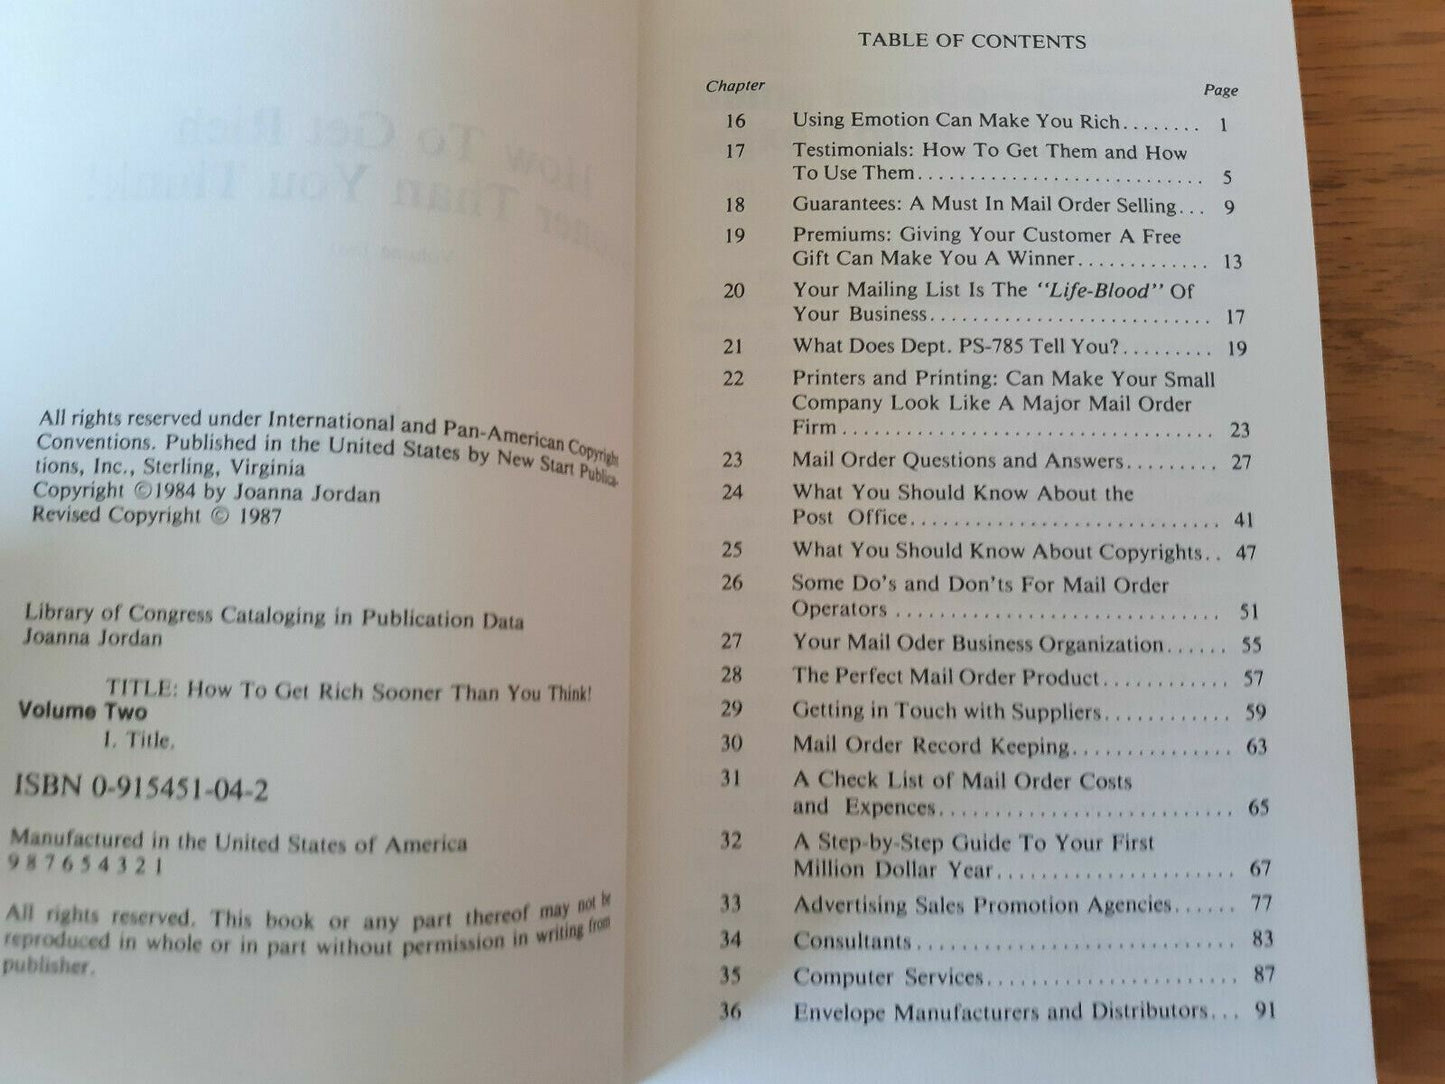 All rights reserved under International and Pan-American Copyright
Conventions. Published in the United States by New Start Publica-
tions, Inc., Sterling, Virginia
Copyright ©1984 by Joanna Jordan
Revised Copyright © 1987
Library of Congress Cataloging in Publication Data
Joanna Jordan
TITLE: How To Get Rich Sooner Than You Think!
Volume Two
I. Title.
ISBN 0-915451-04-2
Manufactured in the United States of America
9 8 7 6 5 4 3 2 1
All rights reserved. This book or any part thereof may not be
reproduced in whole or in part without permission in writing from
publisher.
TABLE OF CONTENTS
Chapter Page
16 Using Emotion Can Make You Rich........ 1
17 Testimonials: How To Get Them and How
To Use Them............................ 5
18 Guarantees: A Must In Mail Order Selling... 9
19 Premiums: Giving Your Customer A Free
Gift Can Make You A Winner............. 13
20 Your Mailing List Is The "Life-Blood" Of
Your Business........................... 17
21 What Does Dept. PS-785 Tell You?......... 19
22 Printers and Printing: Can Make Your Small
Company Look Like A Major Mail Order
Firm.................................... 23
23 Mail Order Questions and Answers......... 27
24 What You Should Know About the
Post Office.............................. 41
25 What You Should Know About Copyrights.. 47
26 Some Do's and Don'ts For Mail Order
Operators ............................... 51
27 Your Mail Oder Business Organization...... 55
28 The Perfect Mail Order Product............ 57
29 Getting in Touch with Suppliers............ 59
30 Mail Order Record Keeping............... 63
31 A Check List of Mail Order Costs
and Expences............................ 65
32 A Step-by-Step Guide To Your First
Million Dollar Year....................... 67
33 Advertising Sales Promotion Agencies...... 77
34 Consultants.............................. 83
35 Computer Services........................ 87
36 Envelope Manufacturers and Distributors... 91